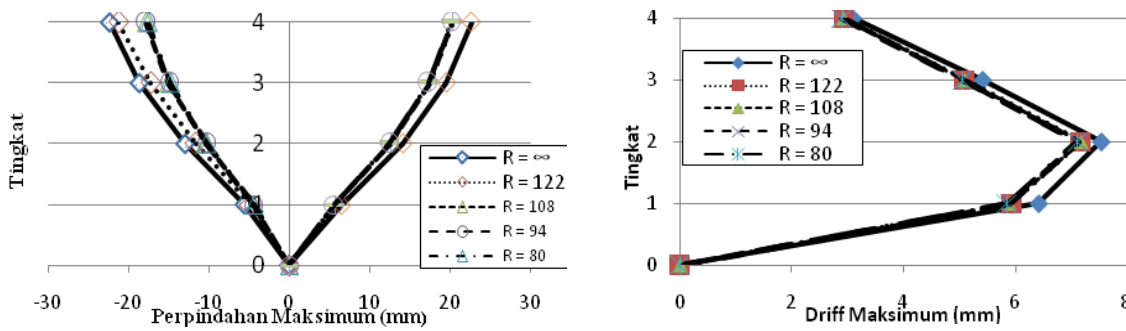 4
3
2
1
0
Tingkat
-30
-20
-10
0
10
20
30
Perpindahan Maksimum (mm)
R = ∞
R = 122
R = 108
R = 94
R = 80
4
3
2
1
0
Tingkat
R = ∞
R = 122
R = 108
R = 94
R = 80
0
2
4
6
8
Driff Maksimum (mm)